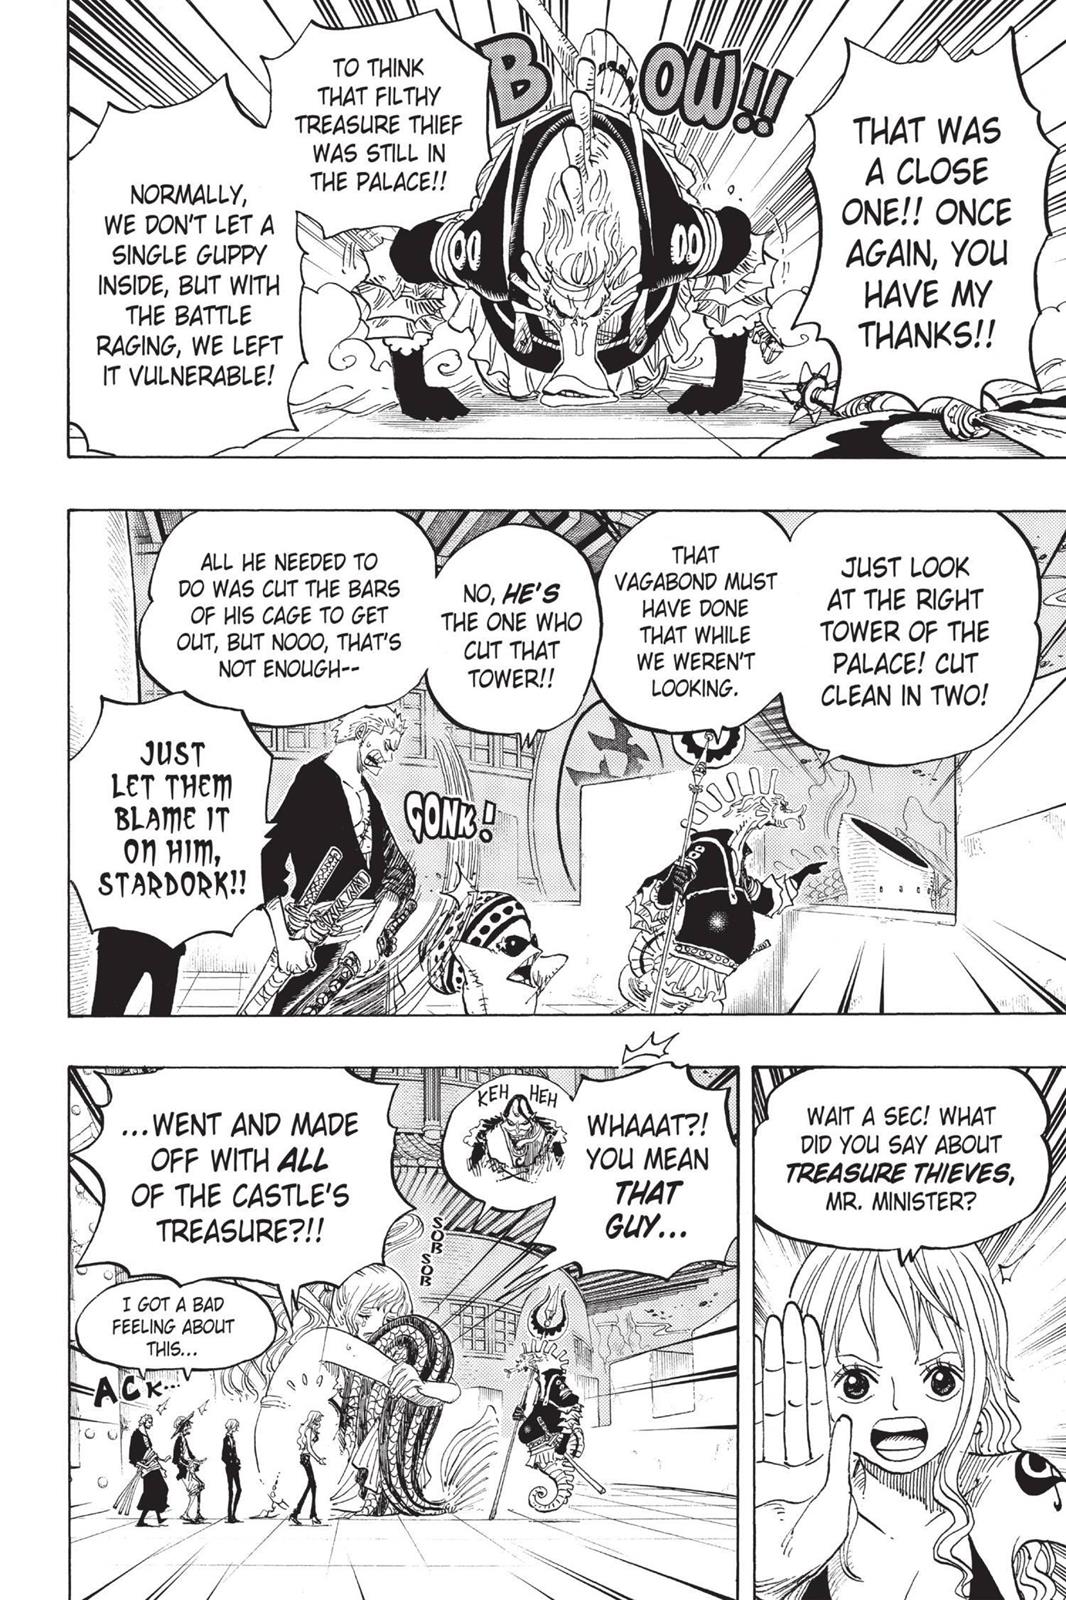 THAT WAS
A CLOSE
ONE!! ONCE
AGAIN, YOU
HAVE MY
THANKS!!
BOW!!
TO THINK
THAT FILTHY
TREASURE THIEF
WAS STILL IN
THE PALACE!!
NORMALLY,
WE DON'T LET A
SINGLE GUPPY
INSIDE, BUT WITH
THE BATTLE
RAGING, WE LEFT
IT VULNERABLE!
JUST LOOK
AT THE RIGHT
TOWER OF THE
PALACE! CUT
CLEAN IN TWO!
THAT
VAGABOND MUST
HAVE DONE
THAT WHILE
WE WEREN'T
LOOKING.
NO, HE'S
THE ONE WHO
CUT THAT
TOWER!!
ALL HE NEEDED TO
DO WAS CUT THE BARS
OF HIS CAGE TO GET
OUT, BUT NOOO, THAT'S
NOT ENOUGH--
GONK!
JUST
LET THEM
BLAME IT
ON HIM,
STARDORK!!
WAIT A SEC! WHAT
DID YOU SAY ABOUT
TREASURE THIEVES,
MR. MINISTER?
WHAAAT?!
YOU MEAN
THAT
GUY...
KEH HEH
...WENT AND MADE
OFF WITH ALL
OF THE CASTLE'S
TREASURE?!!
SOB
SOB
SOB
I GOT A BAD
FEELING ABOUT
THIS...
ACK...